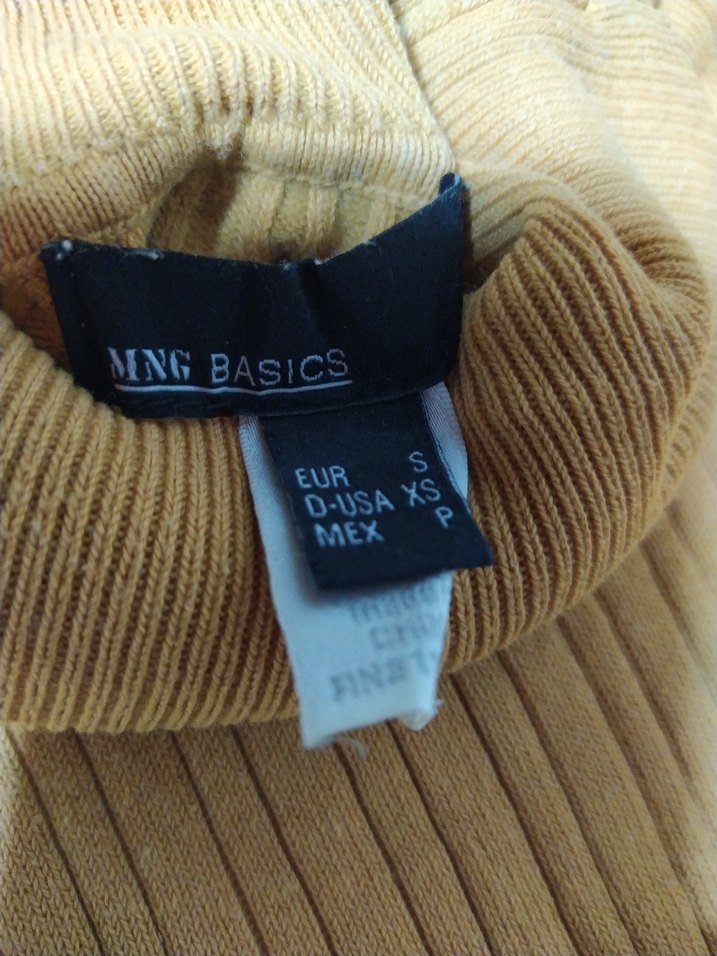 MNG BASICS
EUR S
D-USA XS
MEX P